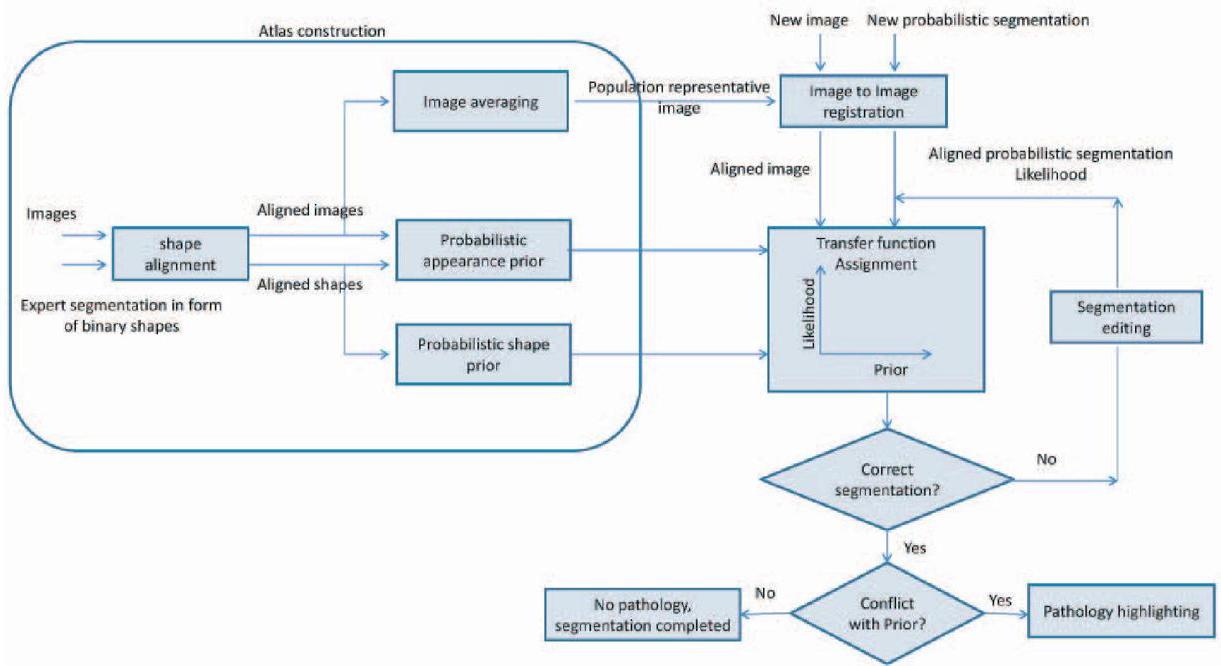 New image
New probabilistic segmentation
Atlas construction
Image averaging
Population representative
image
Image to Image
registration
Aligned image
Aligned probabilistic segmentation
Likelihood
Images
Aligned images
shape
alignment
Probabilistic
appearance prior
Transfer function
Assignment
Aligned shapes
Expert segmentation in form
of binary shapes
Likelihood
Segmentation
editing
Probabilistic shape
prior
Prior
Correct
segmentation?
No
Yes
No
Conflict
with Prior?
Yes
No pathology,
segmentation completed
Pathology highlighting